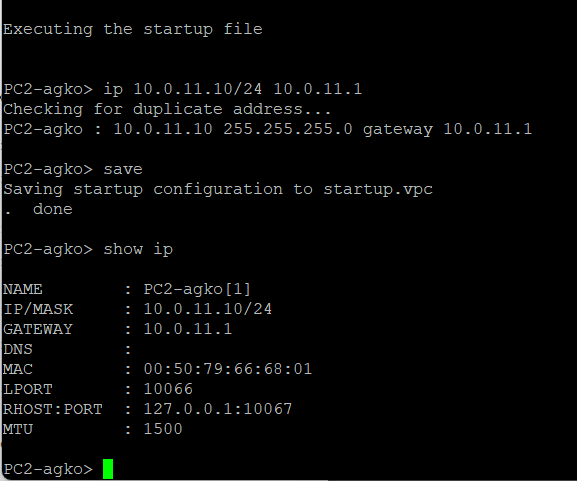 Executing the startup file
PC2-agko> ip 10.0.11.10/24 10.0.11.1
Checking for duplicate address...
PC2-agko : 10.0.11.10 255.255.255.0 gateway 10.0.11.1
PC2-agko> save
Saving startup configuration to startup.vpc
.  done
PC2-agko> show ip
NAME        : PC2-agko[1]
IP/MASK     : 10.0.11.10/24
GATEWAY     : 10.0.11.1
DNS         :
MAC         : 00:50:79:66:68:01
LPORT       : 10066
RHOST:PORT  : 127.0.0.1:10067
MTU         : 1500
PC2-agko>